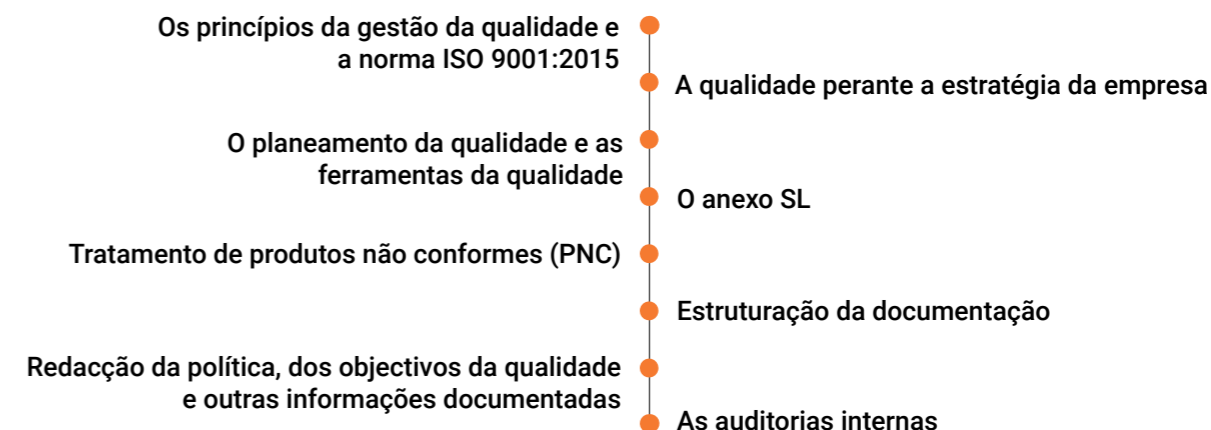 Os princípios da gestão da qualidade e
a norma ISO 9001:2015
A qualidade perante a estratégia da empresa
O planeamento da qualidade e as
ferramentas da qualidade
O anexo SL
Tratamento de produtos não conformes (PNC)
Estruturação da documentação
Redacção da política, dos objectivos da qualidade
e outras informações documentadas
As auditorias internas